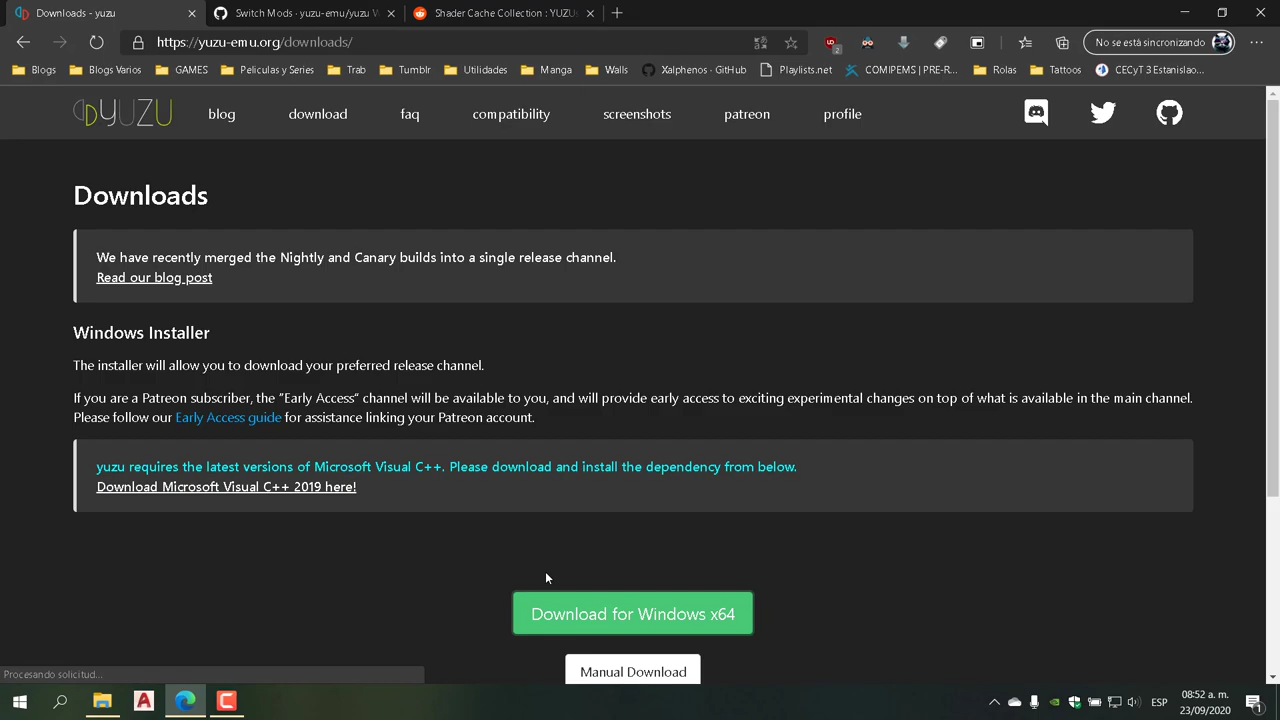 Downloads - yuzu
Switch Mods · yuzu-emu/yuzu W
Shader Cache Collection : YUZU
https://yuzu-emu.org/downloads/
No se está sincronizando
Blogs
Blogs Varios
GAMES
Peliculas y Series
Trab
Tumblr
Utilidades
Manga
Walls
Xalphenos · GitHub
Playlists.net
COMIPEMS | PRE-R...
Rolas
Tattoos
CECyT 3 Estanislao...
YUZU
blog
download
faq
compatibility
screenshots
patreon
profile
Downloads
We have recently merged the Nightly and Canary builds into a single release channel.
Read our blog post
Windows Installer
The installer will allow you to download your preferred release channel.
If you are a Patreon subscriber, the "Early Access" channel will be available to you, and will provide early access to exciting experimental changes on top of what is available in the main channel.
Please follow our Early Access guide for assistance linking your Patreon account.
yuzu requires the latest versions of Microsoft Visual C++. Please download and install the dependency from below.
Download Microsoft Visual C++ 2019 here!
Download for Windows x64
Manual Download
Procesando solicitud...
ESP
08:52 a. m.
23/09/2020